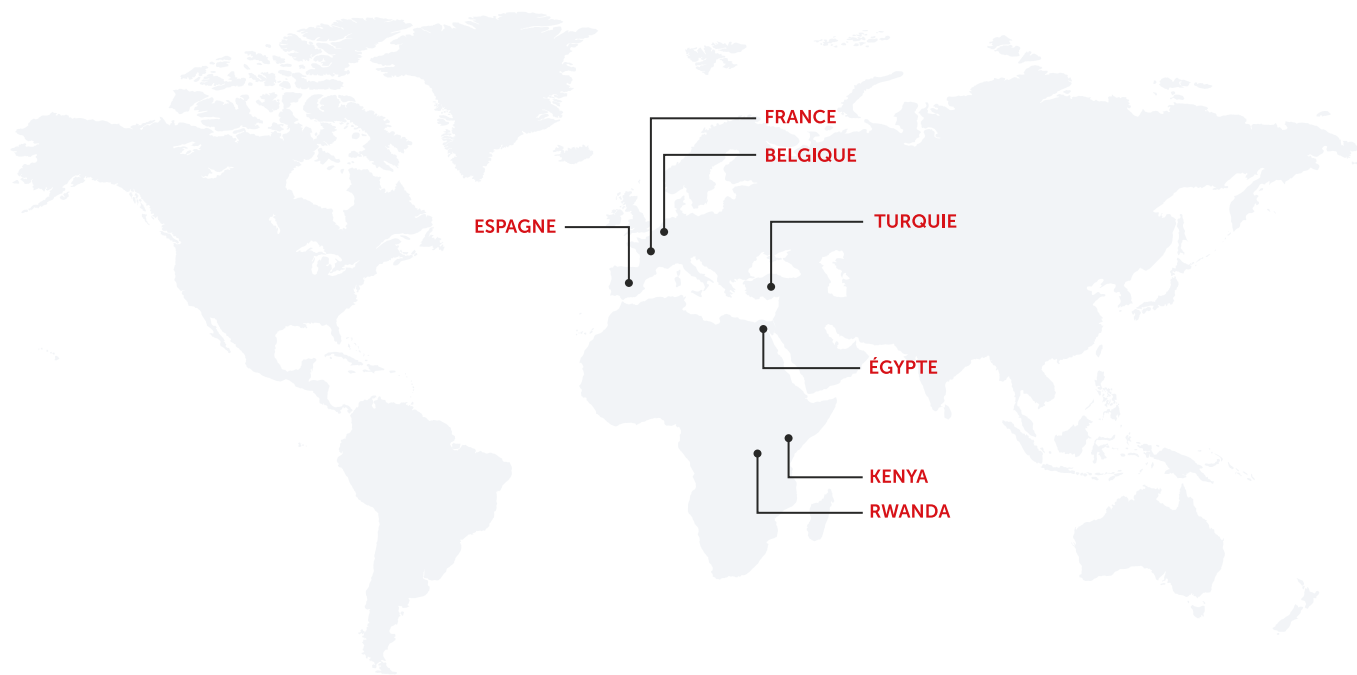 FRANCE
BELGIQUE
ESPAGNE
TURQUIE
ÉGYPTE
KENYA
RWANDA